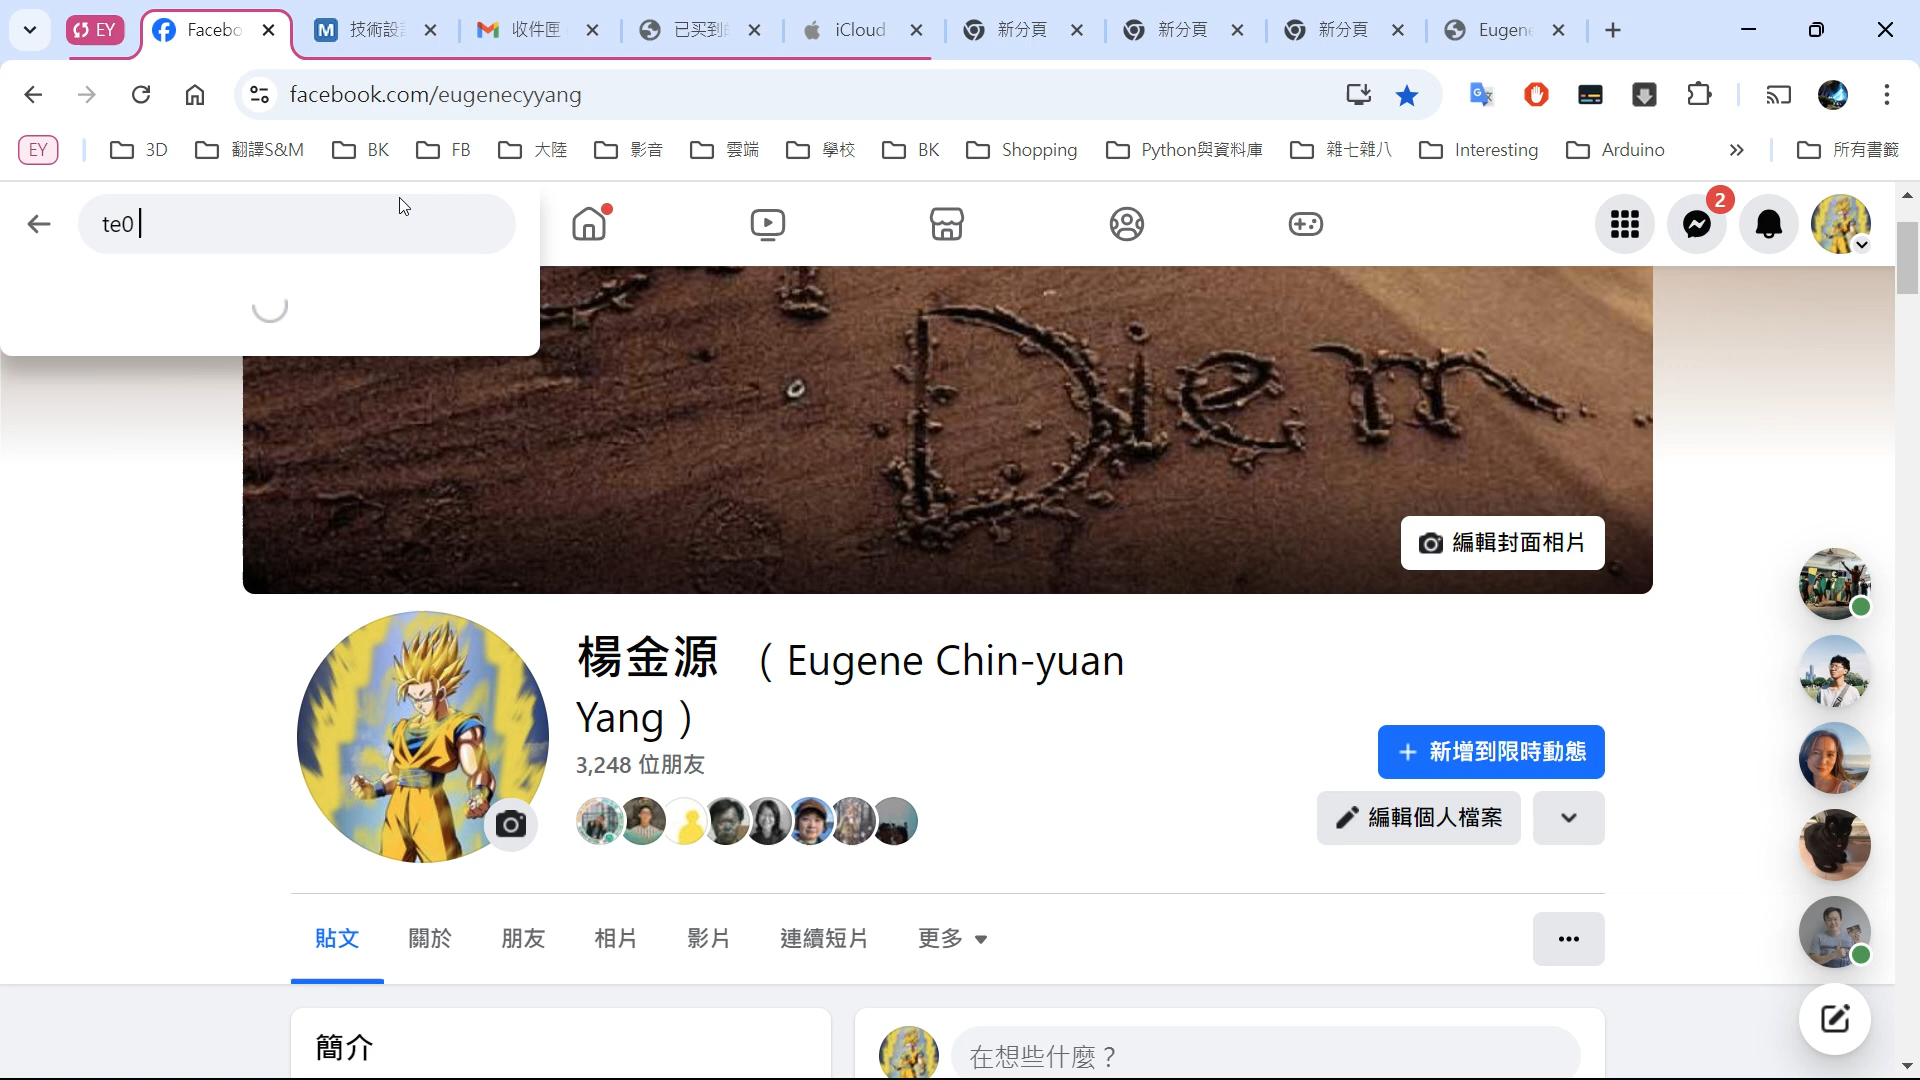 EY
Facebo
M 技術設
收件匣
已买到
iCloud
新分頁
新分頁
新分頁
Eugen
facebook.com/eugenecyyang
EY
3D
翻譯S&M
BK
FB
大陸
影音
雲端
學校
BK
Shopping
Python與資料庫
雜七雜八
Interesting
Arduino
所有書籤
te0
2
Diem
編輯封面相片
楊金源 （Eugene Chin-yuan
Yang）
3,248 位朋友
新增到限時動態
編輯個人檔案
貼文
關於
朋友
相片
影片
連續短片
更多
簡介
在想些什麼？